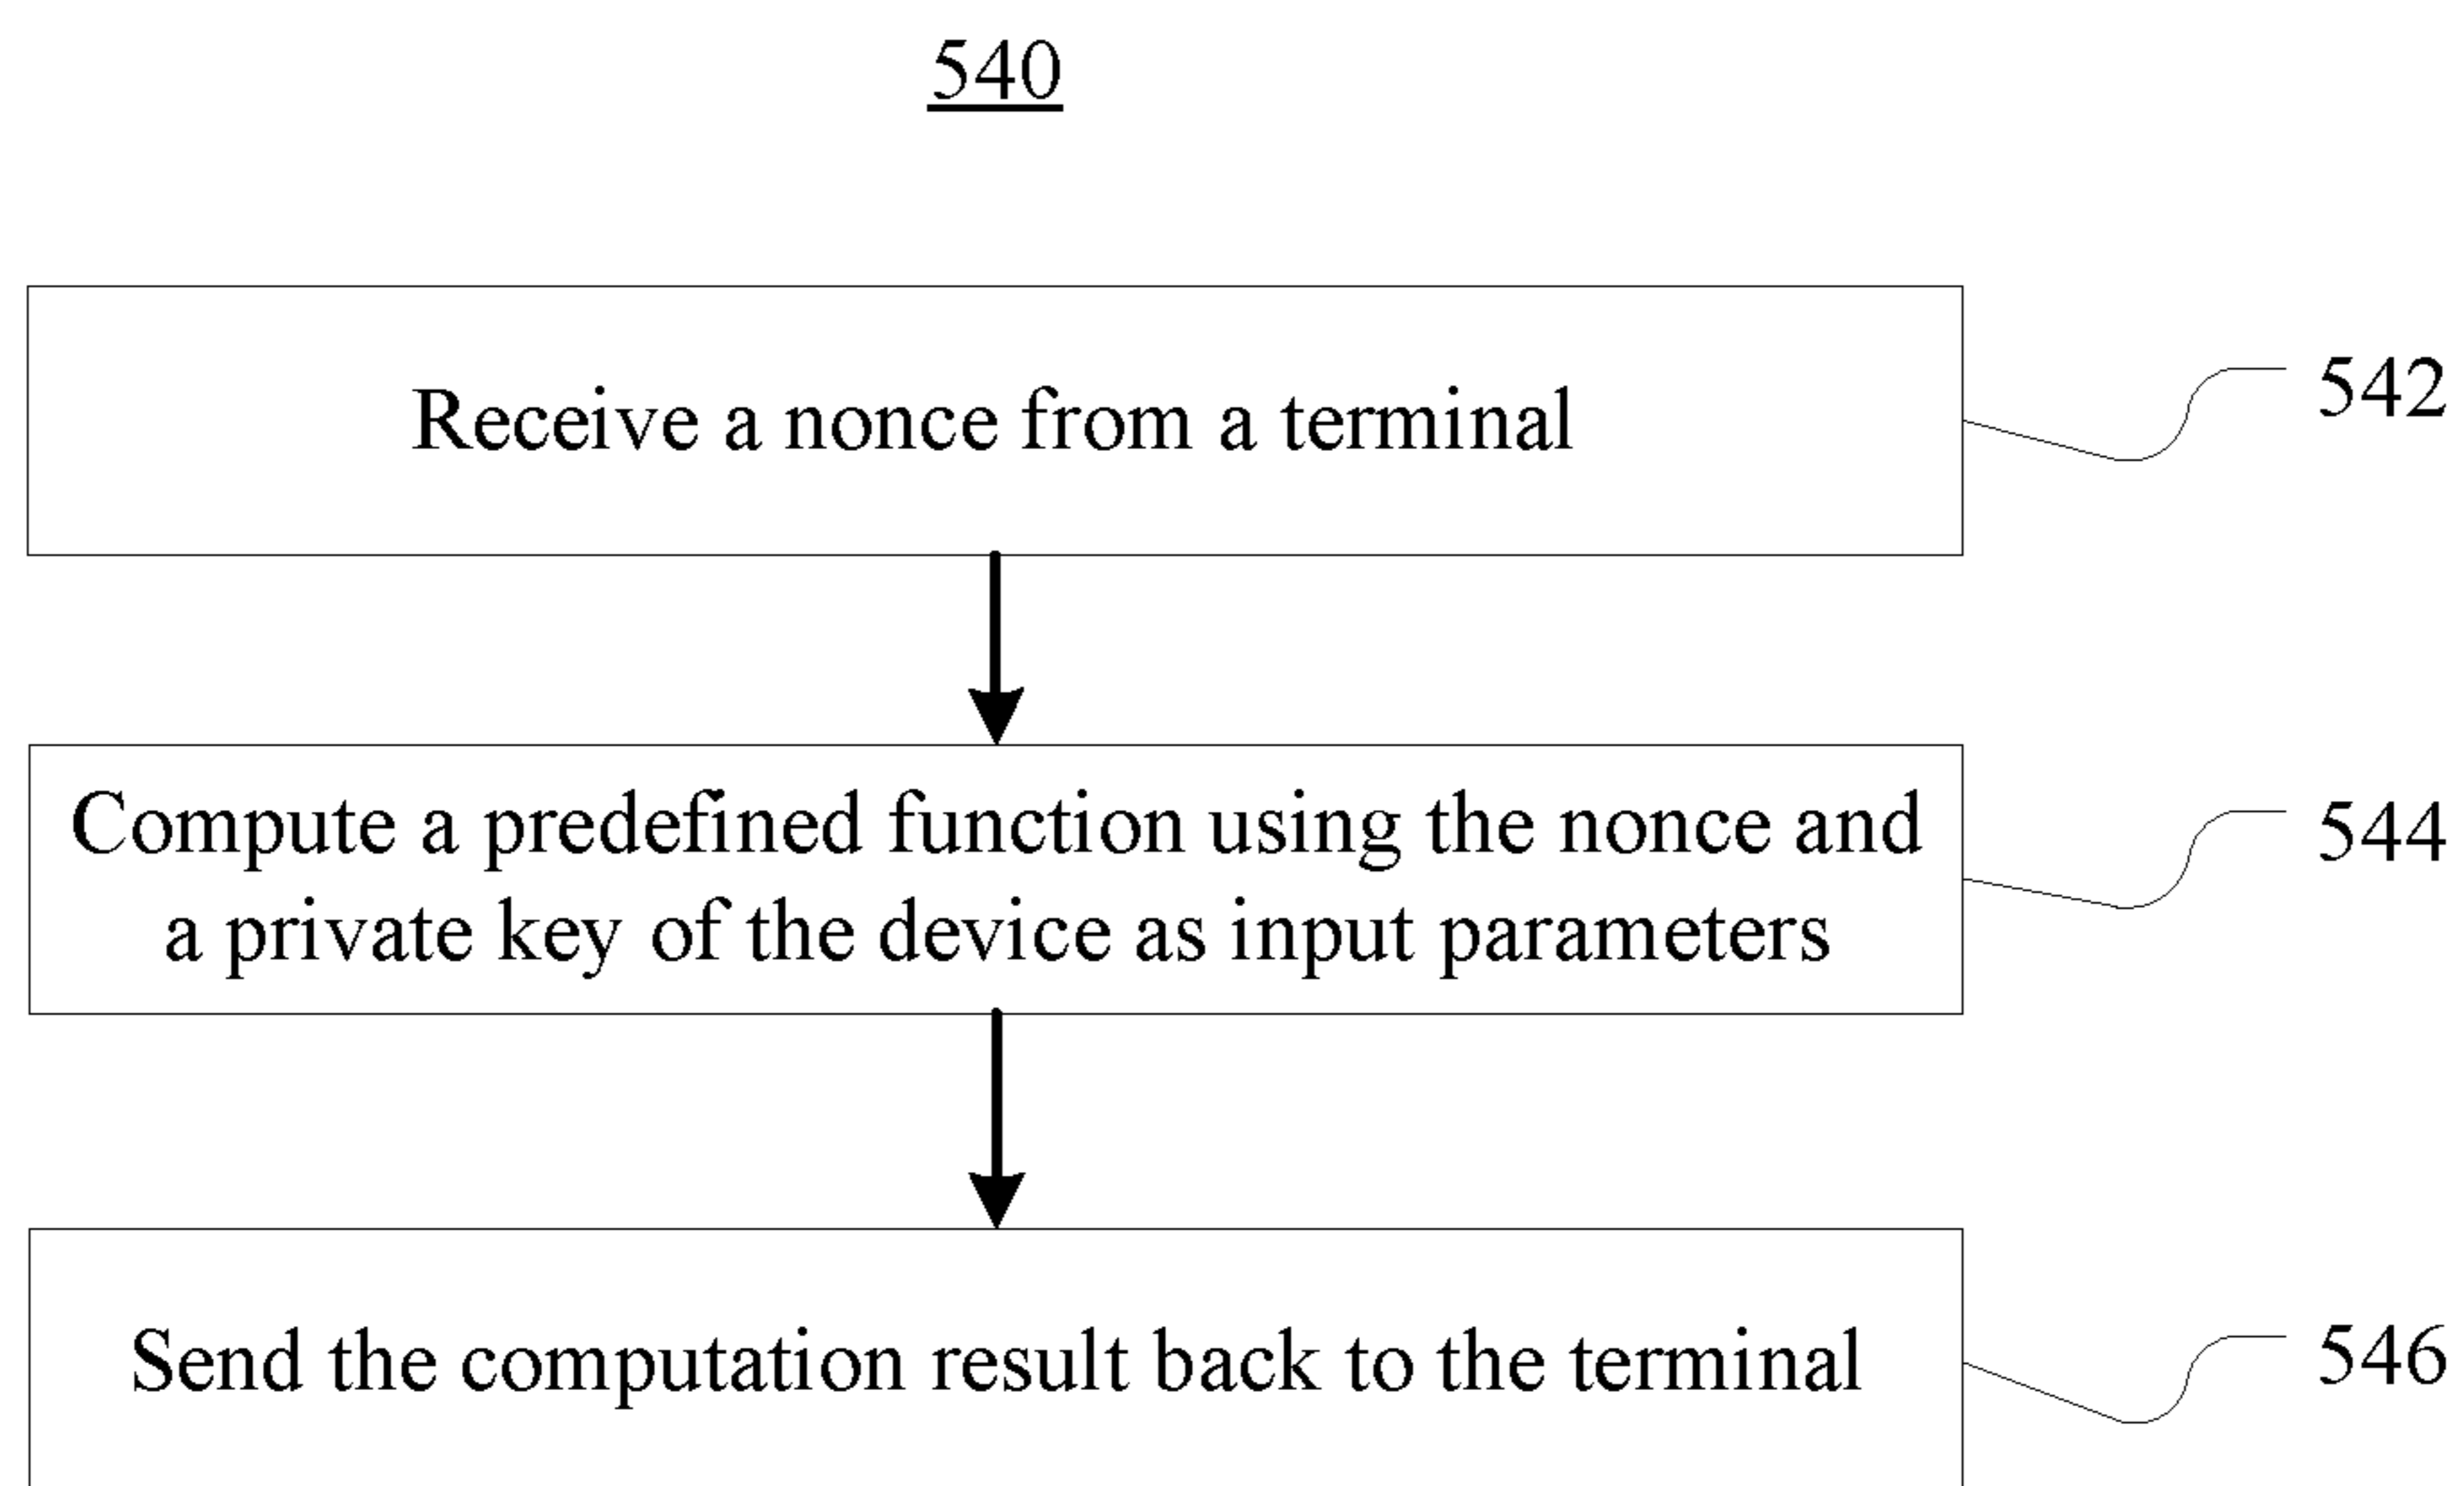 540
Receive a nonce from a terminal
542
Compute a predefined function using the nonce and
a private key of the device as input parameters
544
Send the computation result back to the terminal
546